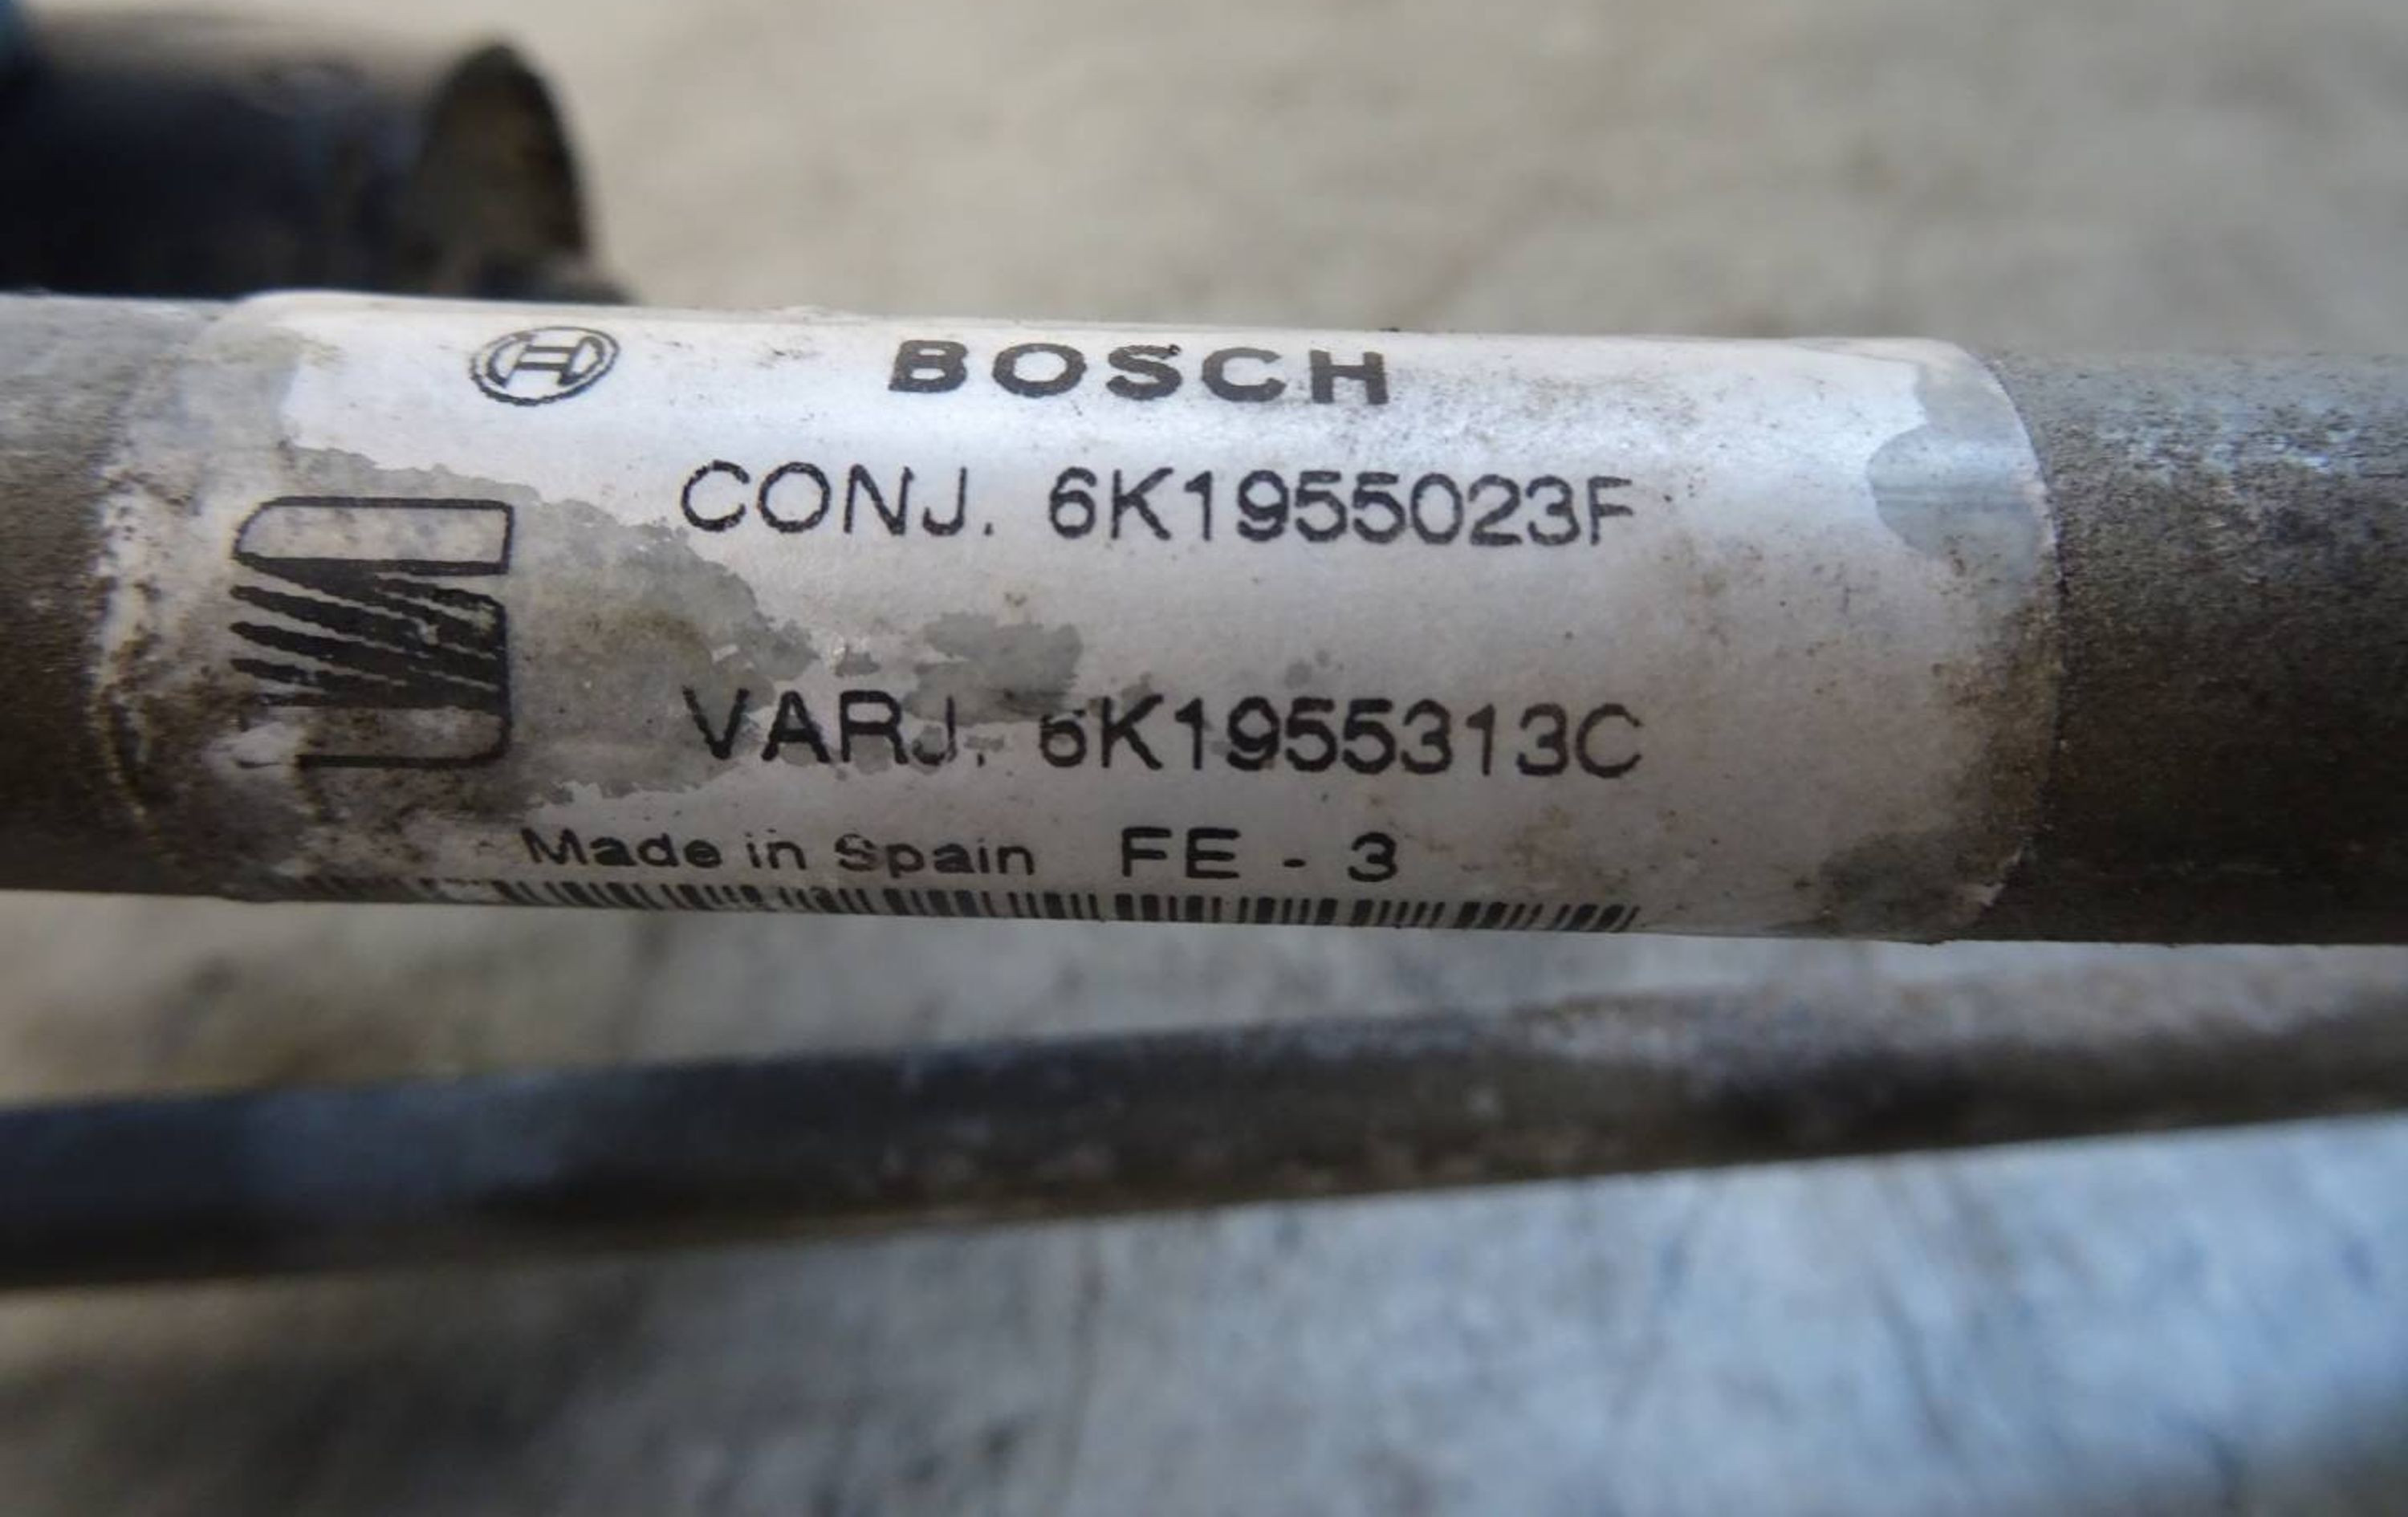 BOSCH
CONJ. 6K1955023F
VARJ. 6K1955313C
Made in Spain FE - 3